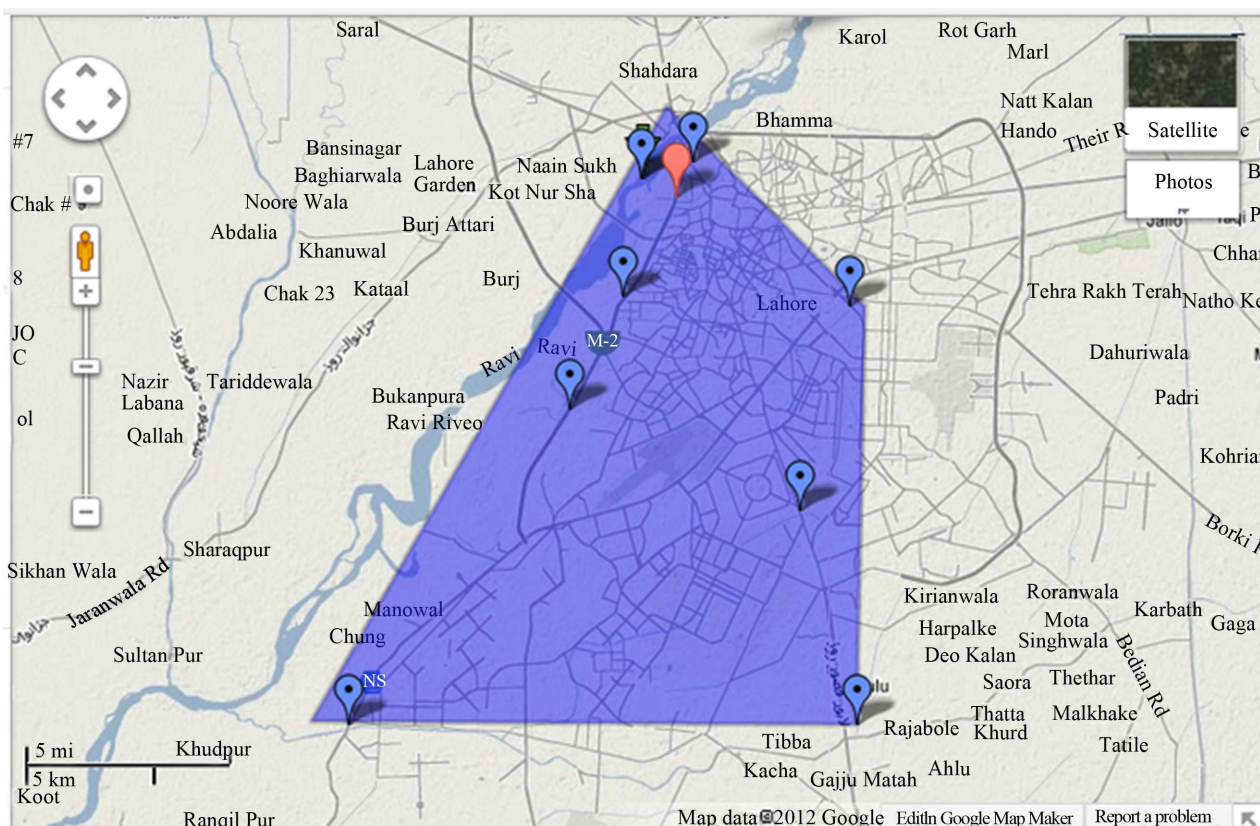 Saral
Karol
Rot Garh
Marl
Shahdara
Natt Kalan
Bhamma
Hando
Their R
Satellite
#7
Bansinagar
Lahore
Garden
Naain Sukh
Baghiarwala
Kot Nur Sha
Photos
Chak #
Noore Wala
Abdalia
Burj Attari
Jallo
Khanuwal
8
Burj
Chak 23
Kataal
Lahore
Tehra Rakh Terah
Natho Ke
JO
C
M-2
Ravi
Ravi
Dahuriwala
Nazir
Labana
Tariddewala
Bukanpura
Padri
ol
Qallah
Ravi Riveo
Kohria
Borki
Sharaqpur
Sikhan Wala
Jaranwala Rd
Kirianwala
Roranwala
Manowal
Mota
Singhwala
Karbath
Gaga
Chung
Harpalke
Sultan Pur
Deo Kalan
Bedian Rd
NS
ulu
Saora
Thethar
Thatta
Khurd
Malkhake
Rajabole
5 mi
Khudpur
Tibba
Tatile
5 km
Kacha
Gajju Matah
Ahlu
Koot
Rangil Pur
Map data ©2012 Google
EditIn Google Map Maker
Report a problem